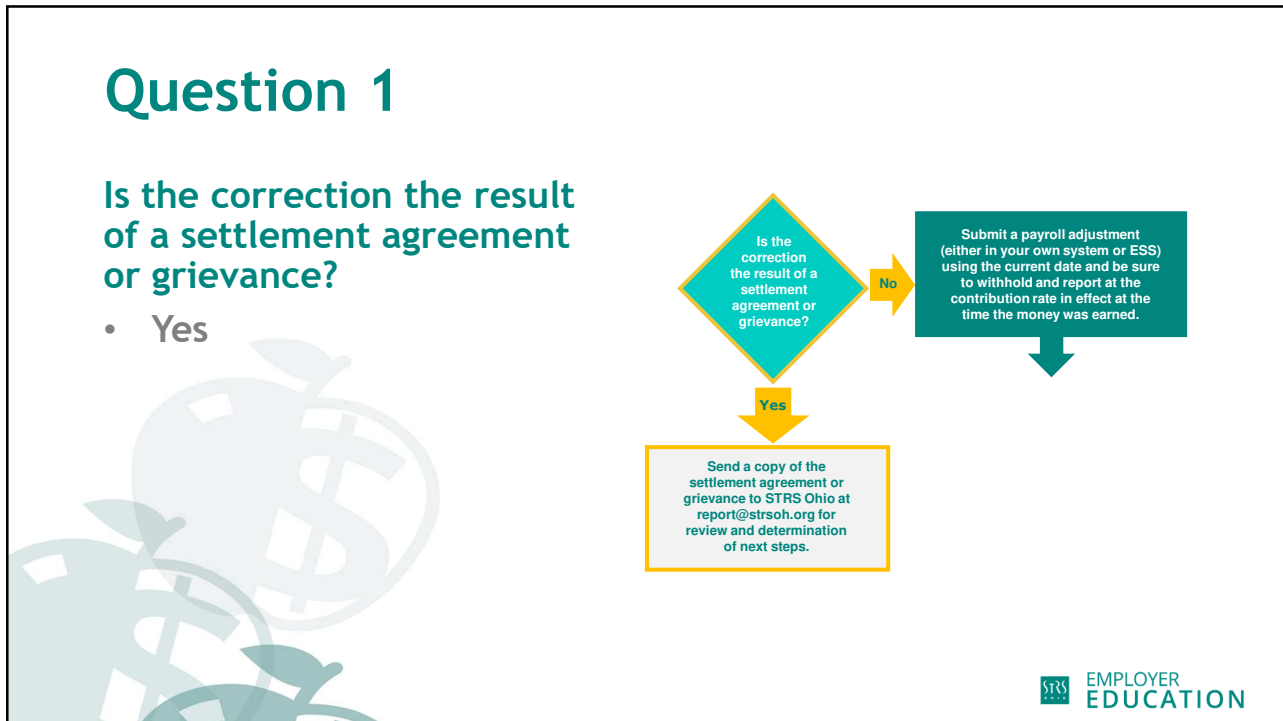 Question 1
Is the correction the result
of a settlement agreement
or grievance?
• Yes
Is the
correction
the result of a
settlement
agreement or
grievance?
No
Submit a payroll adjustment
(either in your own system or ESS)
using the current date and be sure
to withhold and report at the
contribution rate in effect at the
time the money was earned.
Yes
Send a copy of the
settlement agreement or
grievance to STRS Ohio at
report@strsoh.org for
review and determination
of next steps.
STRS
OHIO
EMPLOYER
EDUCATION